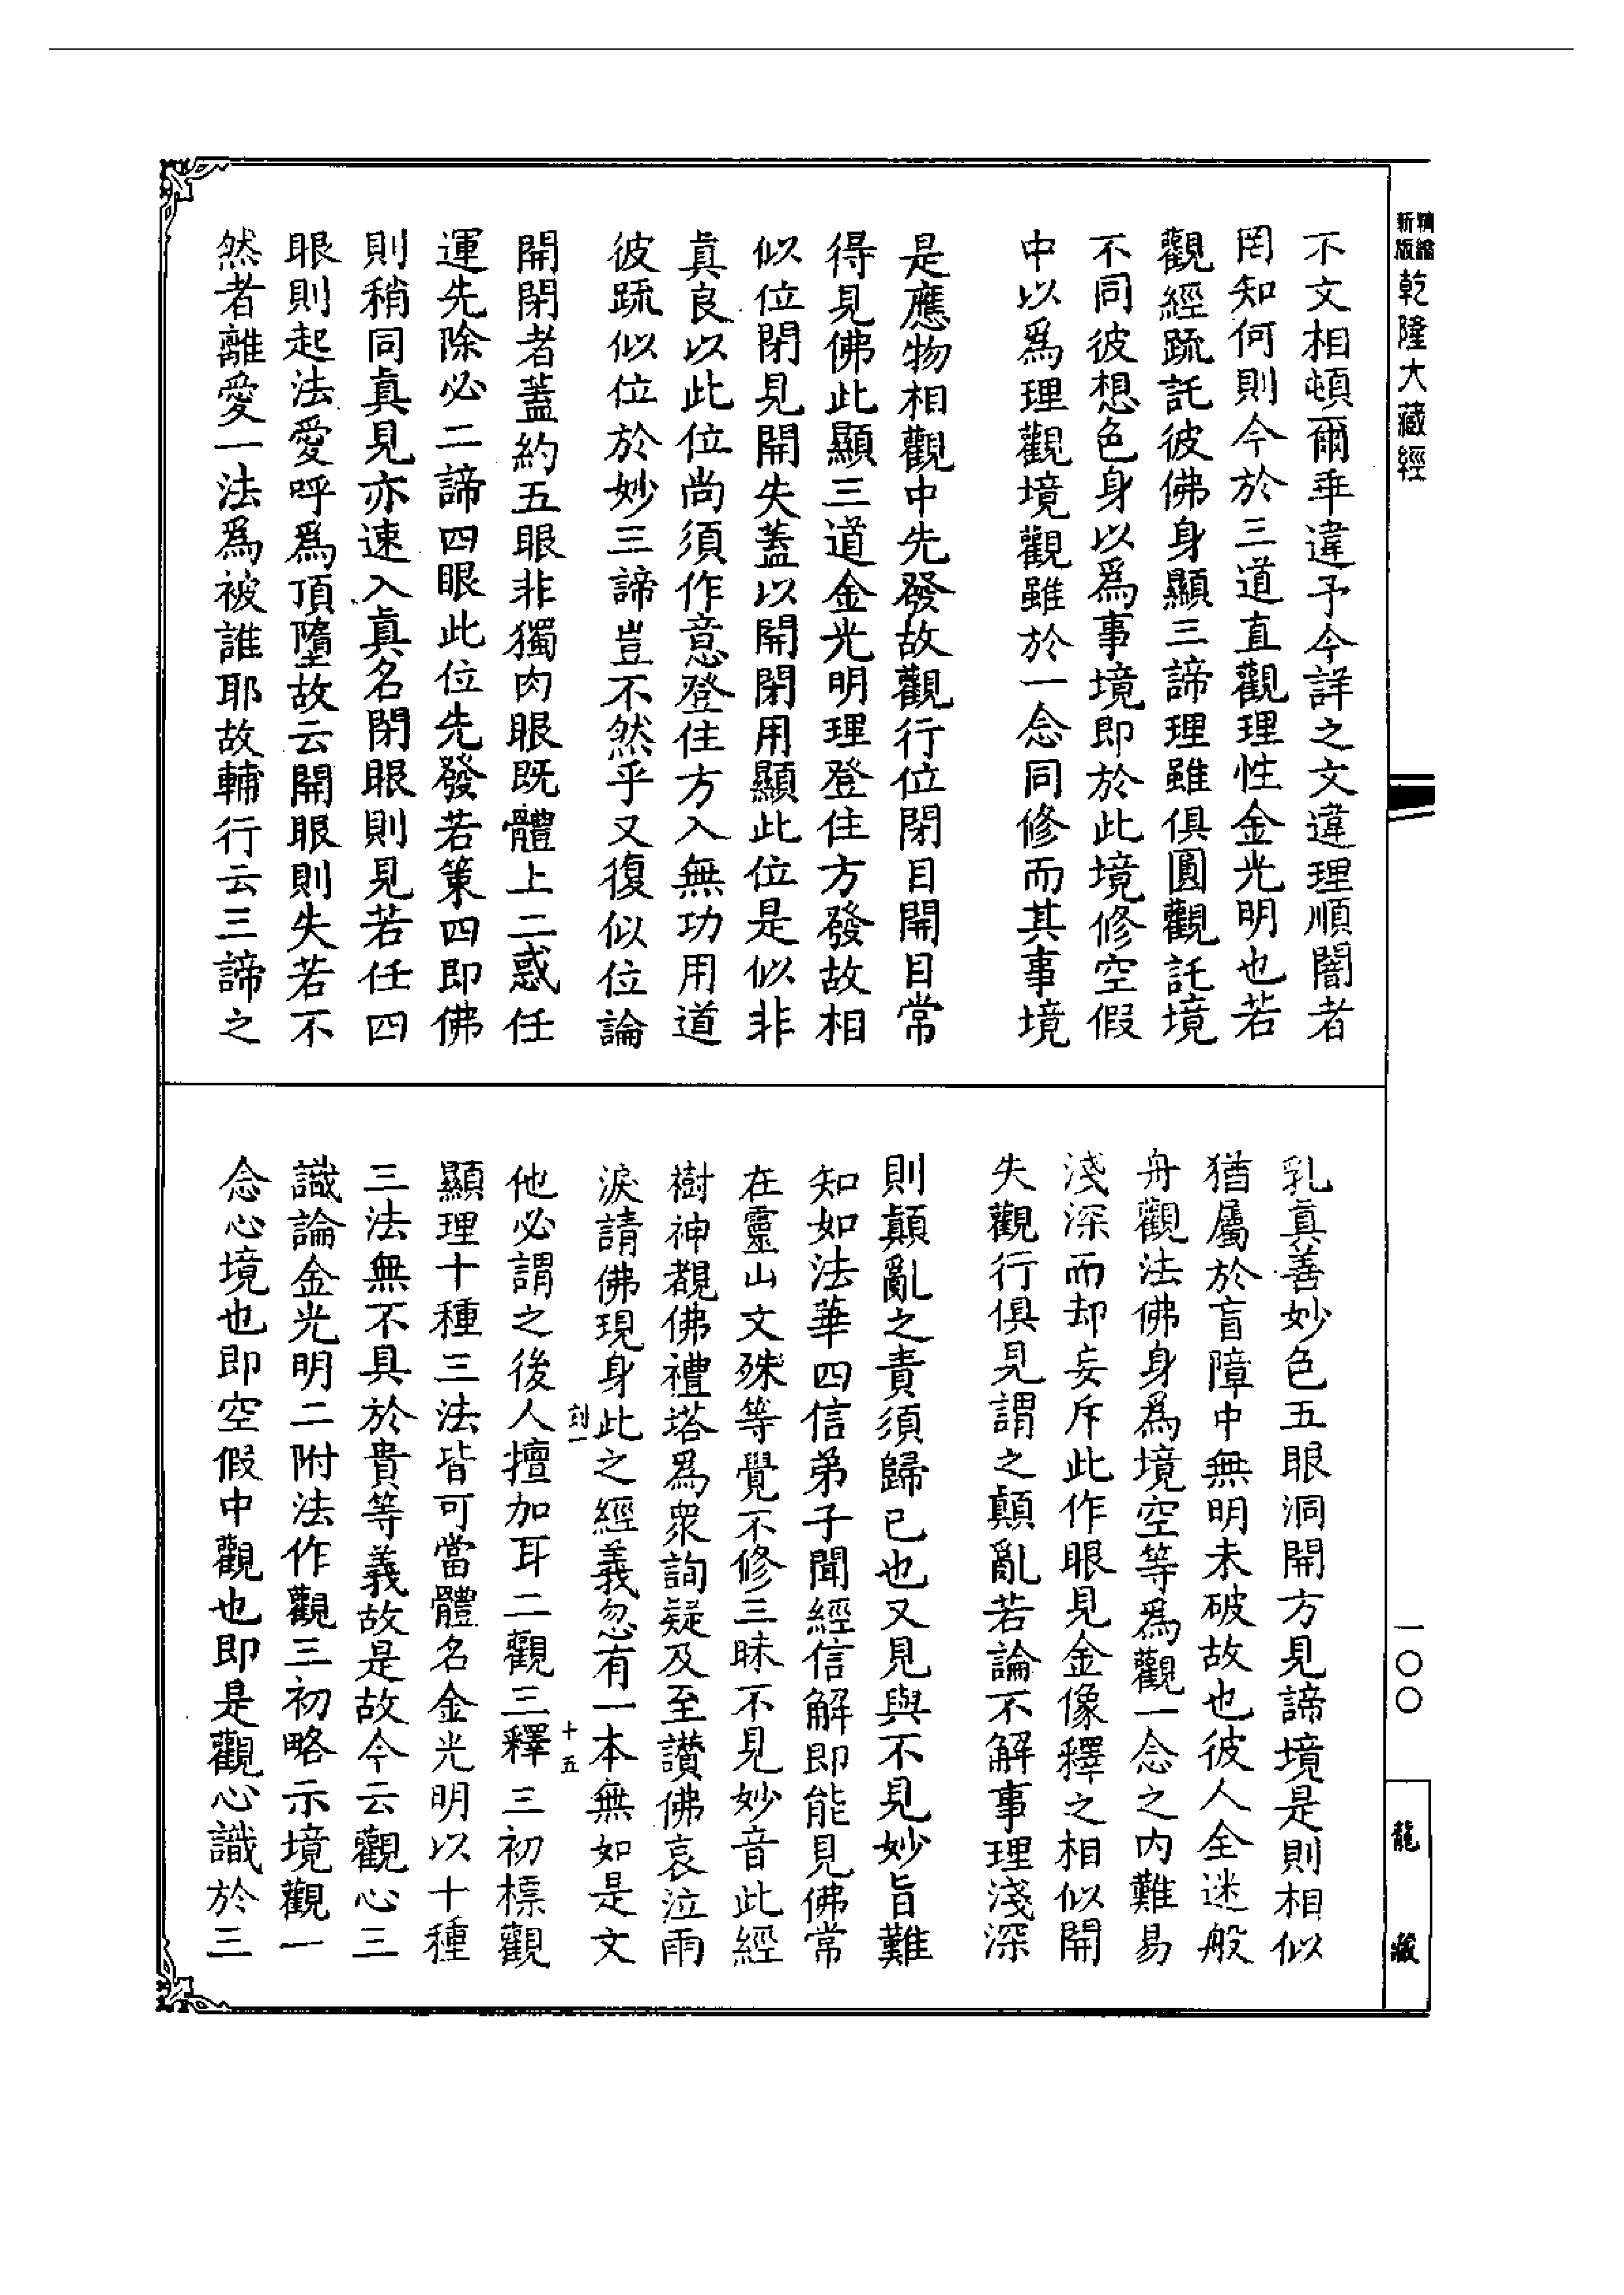 精縮新版乾隆大藏經
不文相頓爾乖違予今詳之文違理順闇者
罔知何則今於三道直觀理性金光明也若
觀經䟽託彼佛身顯三諦理雖俱圓觀託境
不同彼想色身以爲事境即於此境修空假
中以爲理觀境觀雖於一念同修而其事境
是應物相觀中先發故觀行位閉目開目常
得見佛此顯三道金光明理登住方發故相
似位閉見開失蓋以開閉用顯此位是似非
真良以此位尚須作意登住方入無功用道
彼䟽似位於妙三諦豈不然乎又復似位論
開閉者蓋約五眼非獨肉眼既體上二惑任
運先除必二諦四眼此位先發若策四即佛
則稍同真見亦速入真名閉眼則見若任四
眼則起法愛呼爲頂墮故云開眼則失若不
然者離愛一法爲被誰耶故輔行云三諦之
乳真善妙色五眼洞開方見諦境是則相似
猶屬於盲障中無明未破故也彼人全迷般
舟觀法佛身爲境空等爲觀一念之內難易
淺深而却妄斥此作眼見金像釋之相似開
失觀行俱見謂之顛亂若論不解事理淺深
則顛亂之責須歸已也又見與不見妙旨難
知如法華四信弟子聞經信解即能見佛常
在靈山文殊等覺不修三昧不見妙音此經
樹神覩佛禮塔爲衆詢疑及至讃佛哀泣雨
淚請佛現身此之經義忽有一本無如是文
刻一
十五
他必謂之後人擅加耳二觀三釋三初標觀
顯理十種三法皆可當體名金光明以十種
三法無不具於貴等義故是故今云觀心三
識論金光明二附法作觀三初略示境觀一
念心境也即空假中觀也即是觀心識於三
一〇〇
龍藏